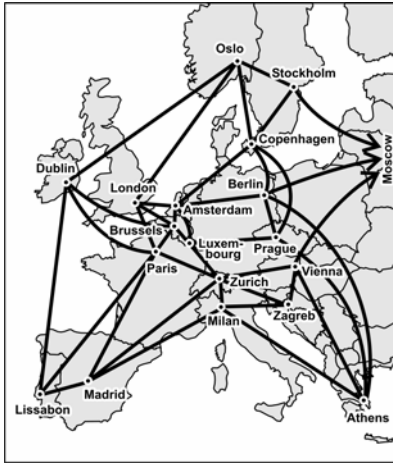 Oslo
Stockholm
Copenhagen
Moscow
Dublin
London
Berlin
Amsterdam
Brussels
Luxem-
bourg
Prague
Paris
Vienna
Zurich
Milan
Zagreb
Madrid
Lissabon
Athens